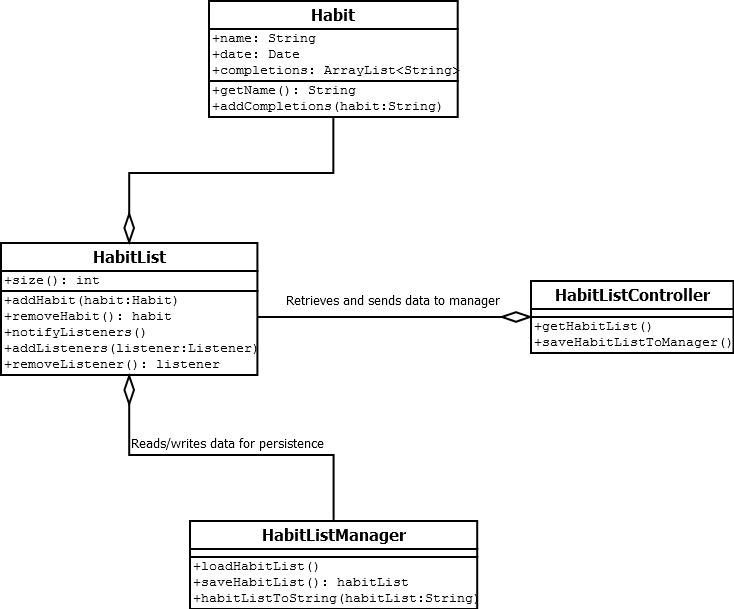 Habit
+name: String
+date: Date
+completions: ArrayList<String>
+getName(): String
+addCompletions(habit:String)
HabitList
+size(): int
+addHabit(habit:Habit)
+removeHabit(): habit
+notifyListeners()
+addListeners(listener:Listener)
+removeListener(): listener
Retrieves and sends data to manager
HabitListController
+getHabitList()
+saveHabitListToManager()
Reads/writes data for persistence
HabitListManager
+loadHabitList()
+saveHabitList(): habitList
+habitListToString(habitList:String)